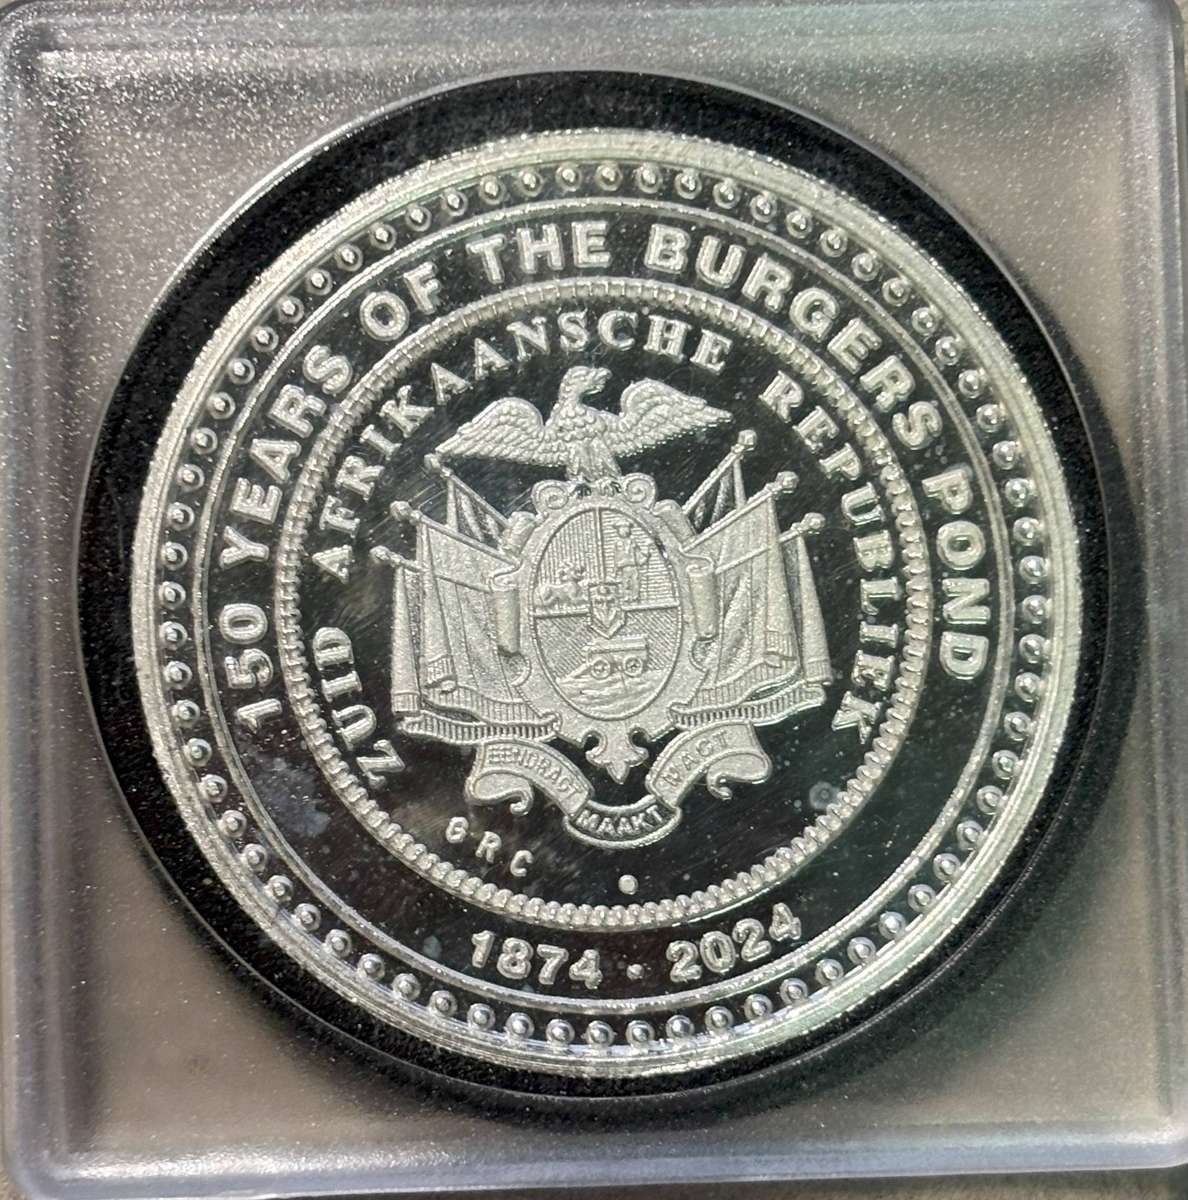 150 YEARS OF THE BURGERS POND
ZUID AFRIKAANSCHE REPUBLIEK
EENDRAGT MAAKT MAGT
GRC
1874 · 2024